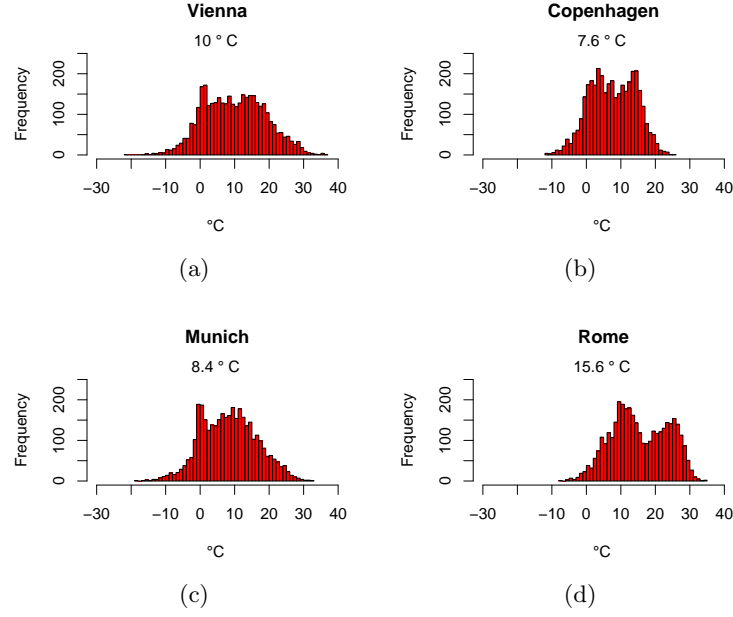 Vienna
10 ° C
Frequency
0 100 200
−30 −10 0 10 20 30 40
°C
(a)
Copenhagen
7.6 ° C
Frequency
0 100 200
−30 −10 0 10 20 30 40
°C
(b)
Munich
8.4 ° C
Frequency
0 100 200
−30 −10 0 10 20 30 40
°C
(c)
Rome
15.6 ° C
Frequency
0 100 200
−30 −10 0 10 20 30 40
°C
(d)